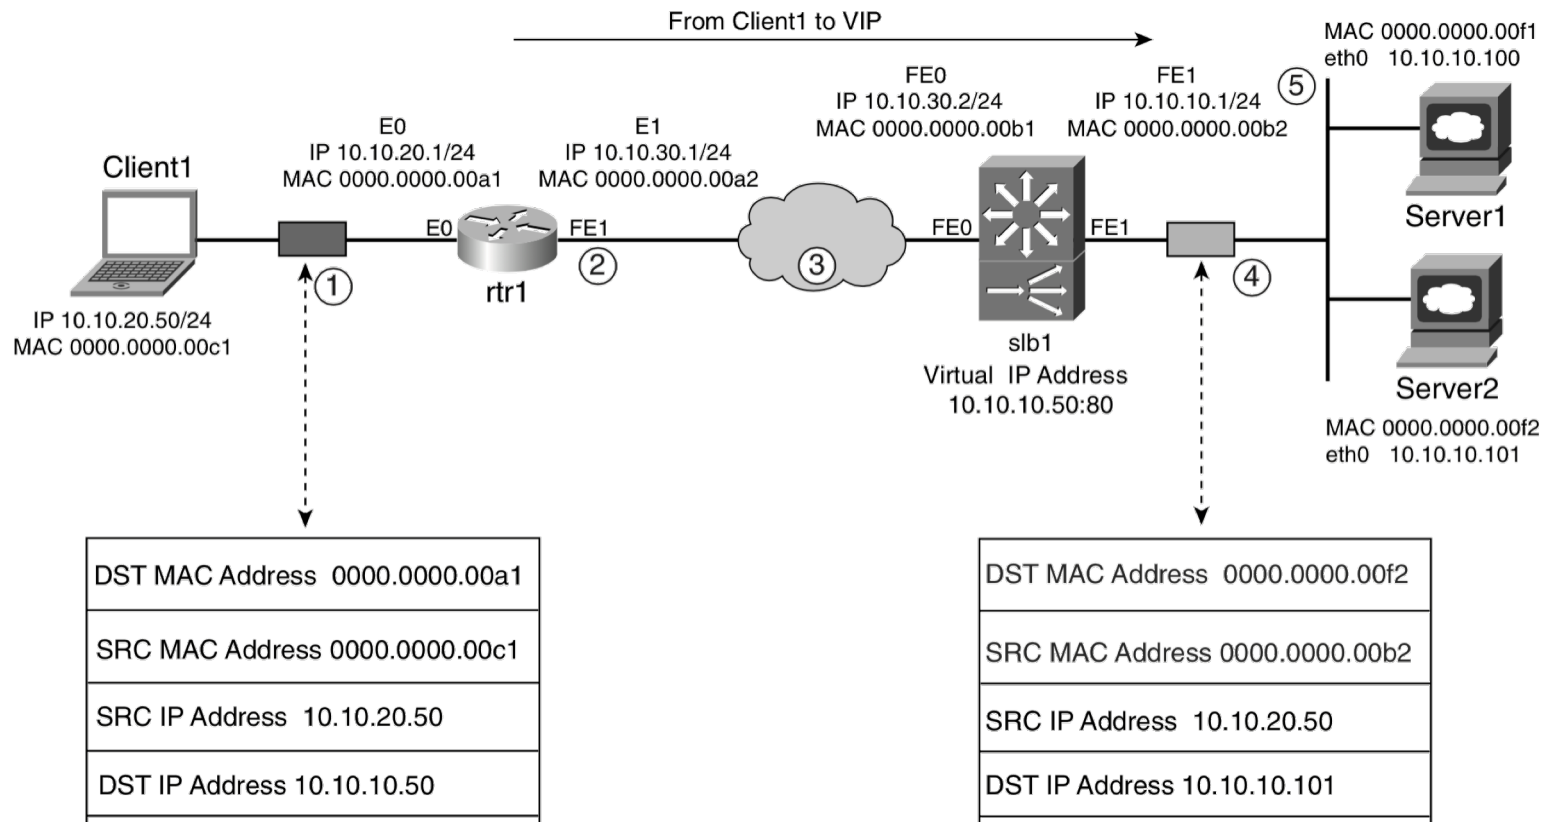 From Client1 to VIP
MAC 0000.0000.00f1
eth0 10.10.10.100
5
FE0
IP 10.10.30.2/24
MAC 0000.0000.00b1
FE1
IP 10.10.10.1/24
MAC 0000.0000.00b2
E0
IP 10.10.20.1/24
MAC 0000.0000.00a1
E1
IP 10.10.30.1/24
MAC 0000.0000.00a2
Client1
Server1
E0
FE1
FE0
FE1
1
2
3
4
rtr1
IP 10.10.20.50/24
MAC 0000.0000.00c1
slb1
Virtual IP Address
10.10.10.50:80
Server2
MAC 0000.0000.00f2
eth0 10.10.10.101
DST MAC Address 0000.0000.00a1
SRC MAC Address 0000.0000.00c1
SRC IP Address 10.10.20.50
DST IP Address 10.10.10.50
DST MAC Address 0000.0000.00f2
SRC MAC Address 0000.0000.00b2
SRC IP Address 10.10.20.50
DST IP Address 10.10.10.101